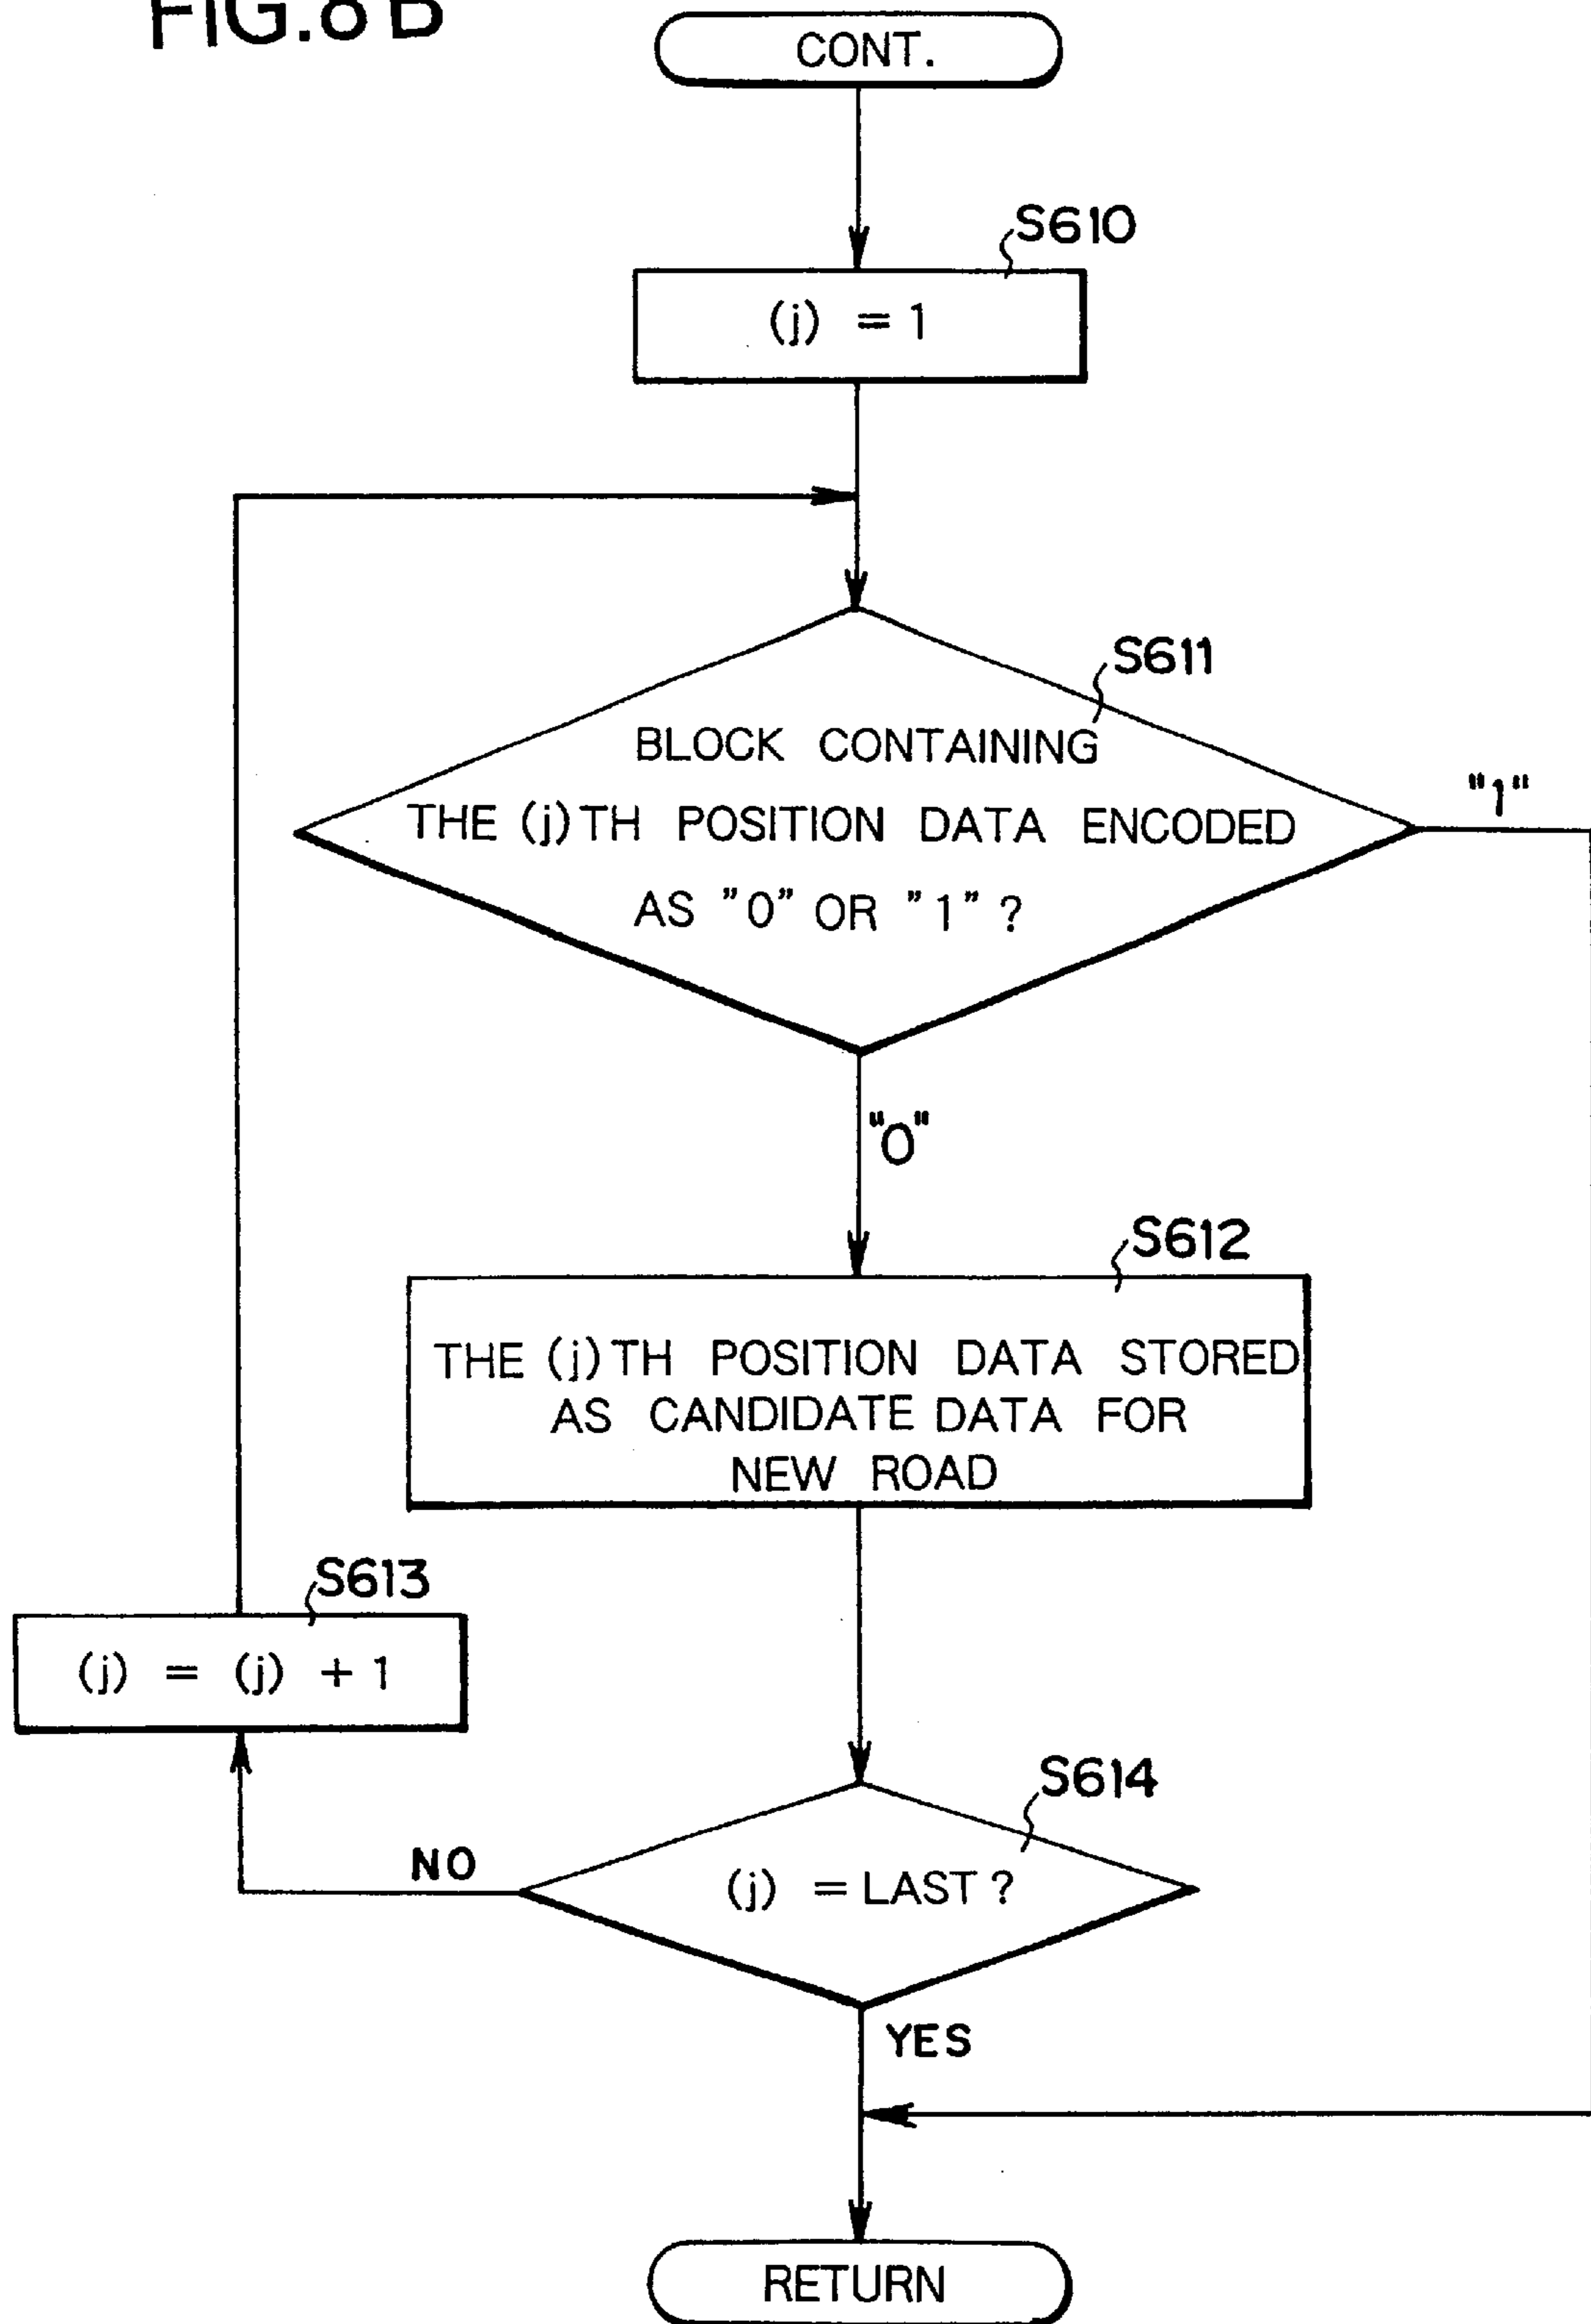 FIG.8B
CONT.
S610
(j) = 1
S611
BLOCK CONTAINING
THE (j)TH POSITION DATA ENCODED
AS "0" OR "1" ?
"1"
"0"
S612
THE (j)TH POSITION DATA STORED
AS CANDIDATE DATA FOR
NEW ROAD
S613
(j) = (j) + 1
S614
NO
(j) = LAST ?
YES
RETURN